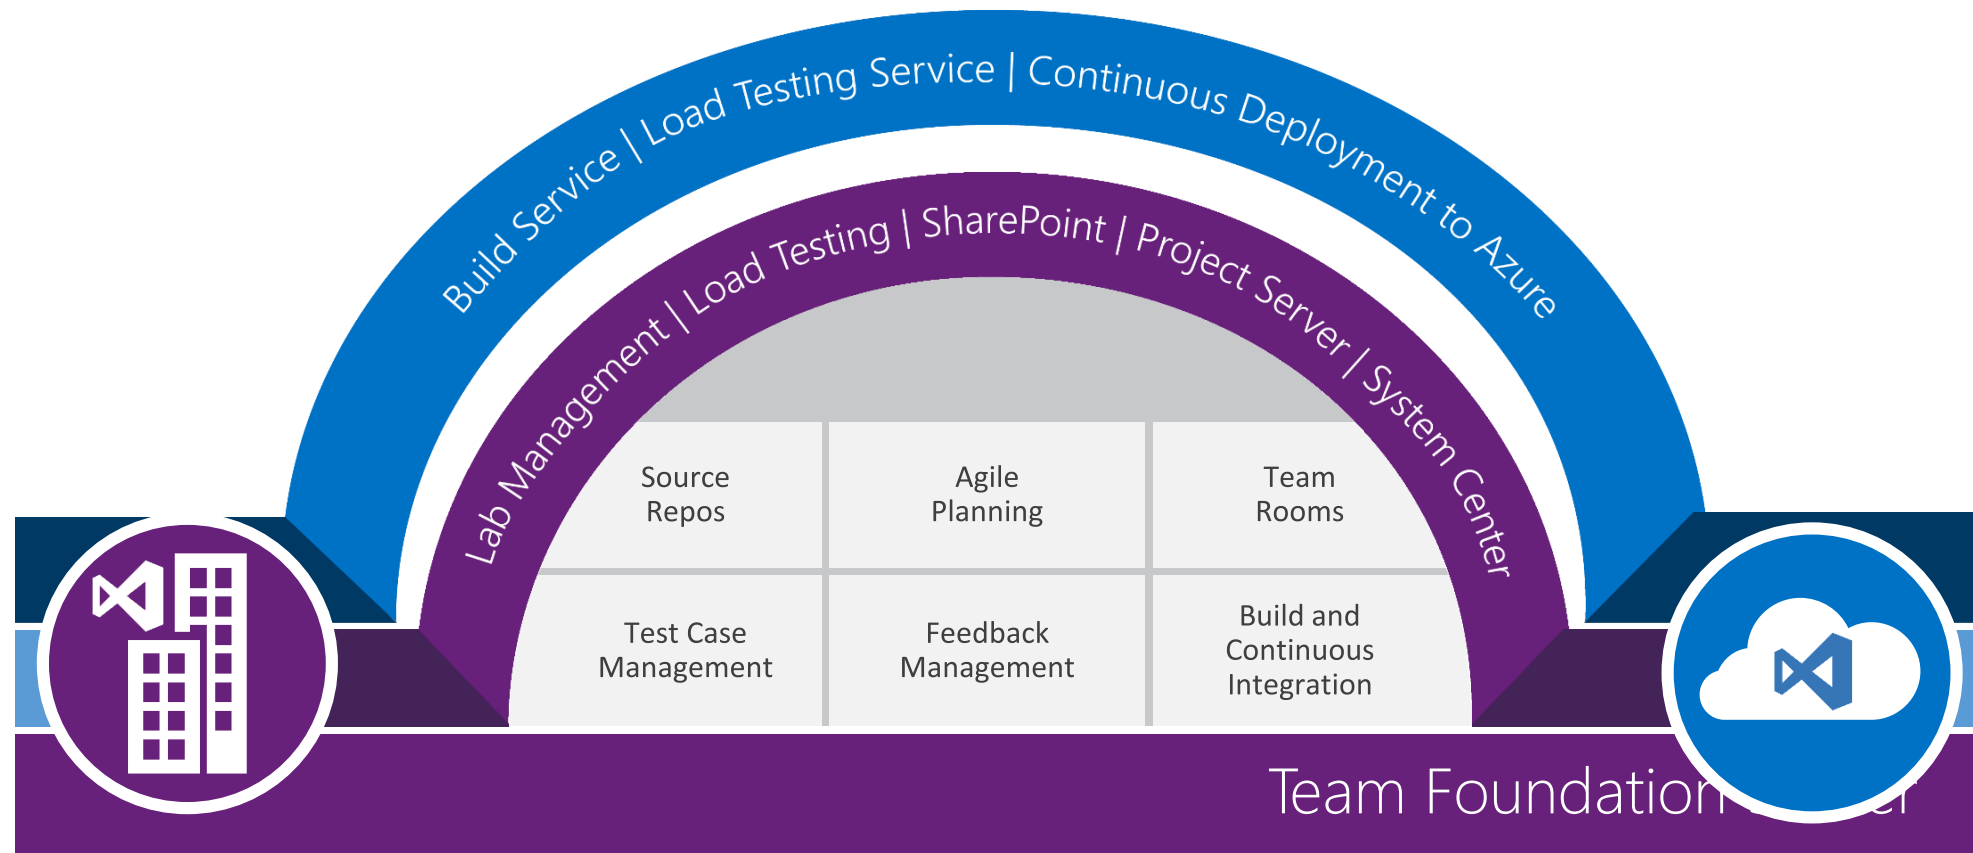 Build Service | Load Testing Service | Continuous Deployment to Azure
Lab Management | Load Testing | SharePoint | Project Server | System Center
Source
Repos
Agile
Planning
Team
Rooms
Test Case
Management
Feedback
Management
Build and
Continuous
Integration
Team Foundation